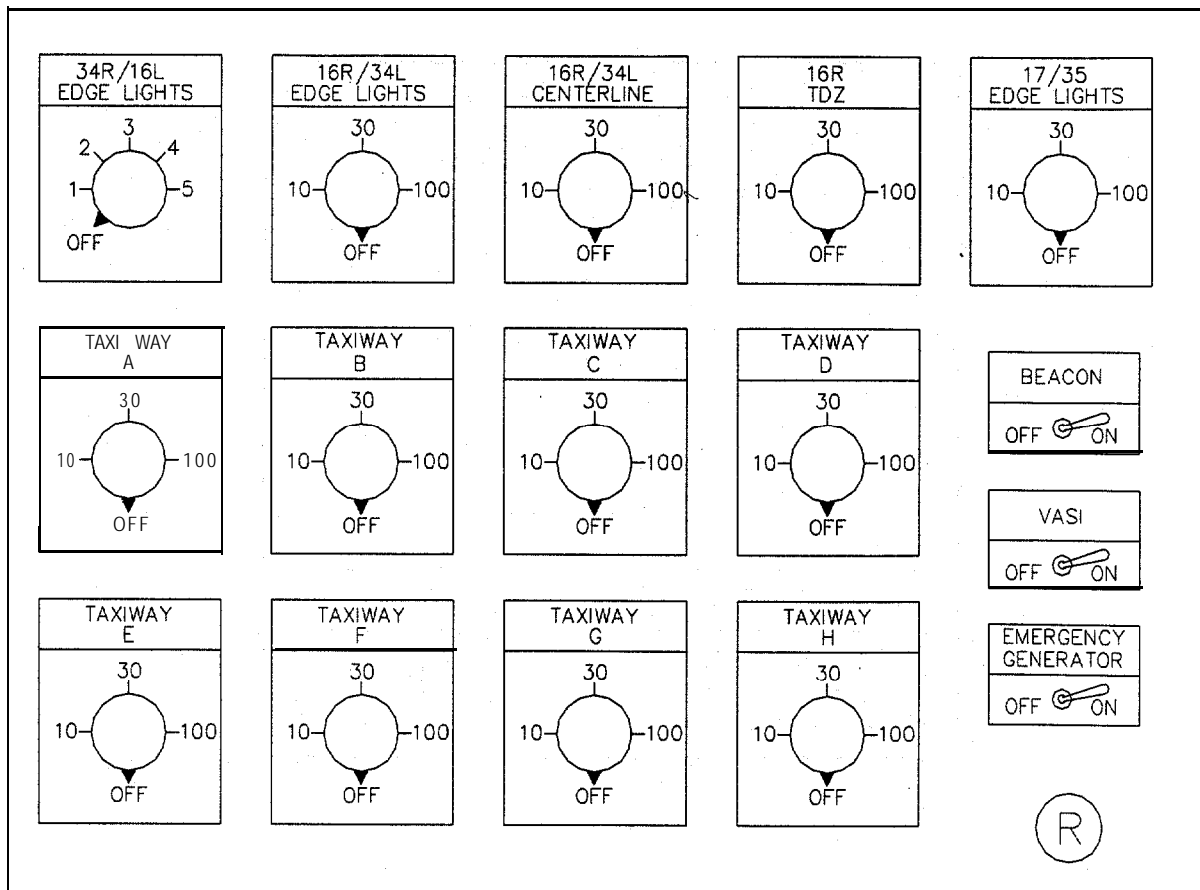 34R/16L
EDGE LIGHTS
3
2
4
1
5
OFF
16R/34L
EDGE LIGHTS
30
10
100
OFF
16R/34L
CENTERLINE
30
10
100
OFF
16R
TDZ
30
10
100
OFF
17/35
EDGE LIGHTS
30
10
100
OFF
TAXI WAY
A
30
10
100
OFF
TAXIWAY
B
30
10
100
OFF
TAXIWAY
C
30
10
100
OFF
TAXIWAY
D
30
10
100
OFF
BEACON
OFF ON
VASI
OFF ON
TAXIWAY
E
30
10
100
OFF
TAXIWAY
F
30
10
100
OFF
TAXIWAY
G
30
10
100
OFF
TAXIWAY
H
30
10
100
OFF
EMERGENCY
GENERATOR
OFF ON
R